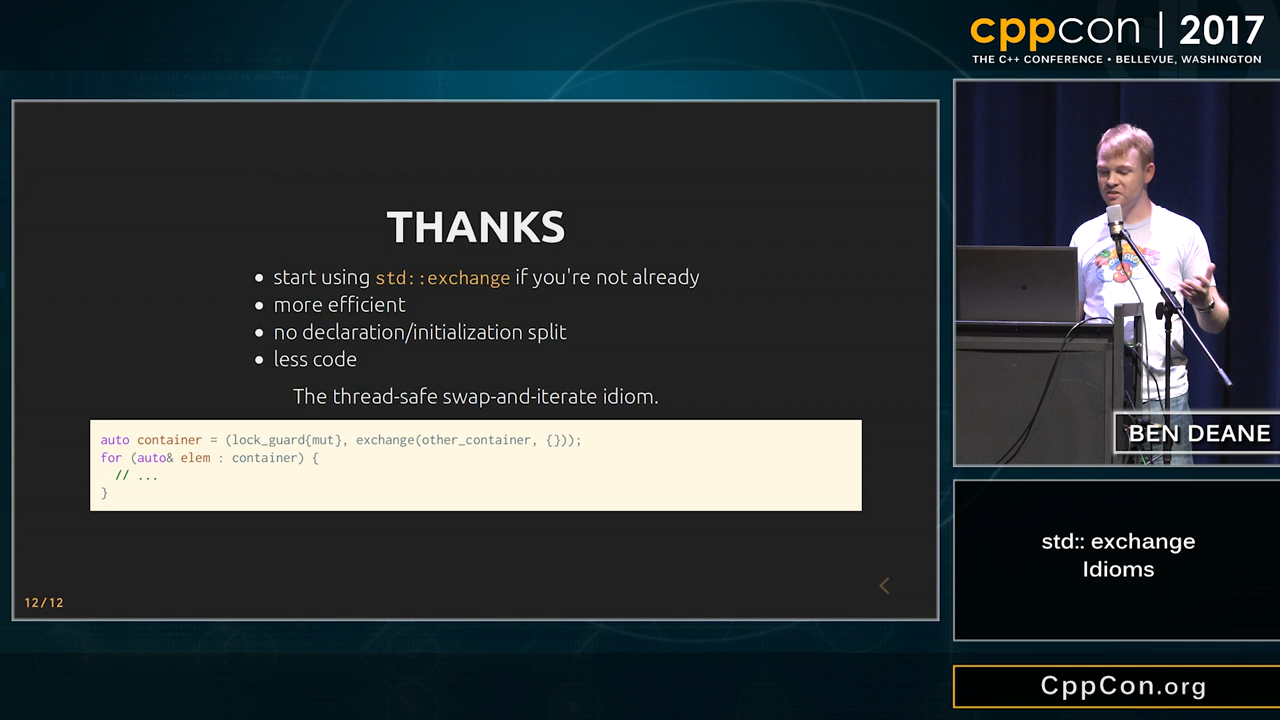 cppcon | 2017
THE C++ CONFERENCE • BELLEVUE, WASHINGTON
THANKS
• start using std::exchange if you're not already
• more efficient
• no declaration/initialization split
• less code
The thread-safe swap-and-iterate idiom.
auto container = (lock_guard{mut}, exchange(other_container, {}));
for (auto& elem : container) {
  // ...
}
12/12
BEN DEANE
std:: exchange
Idioms
CppCon.org